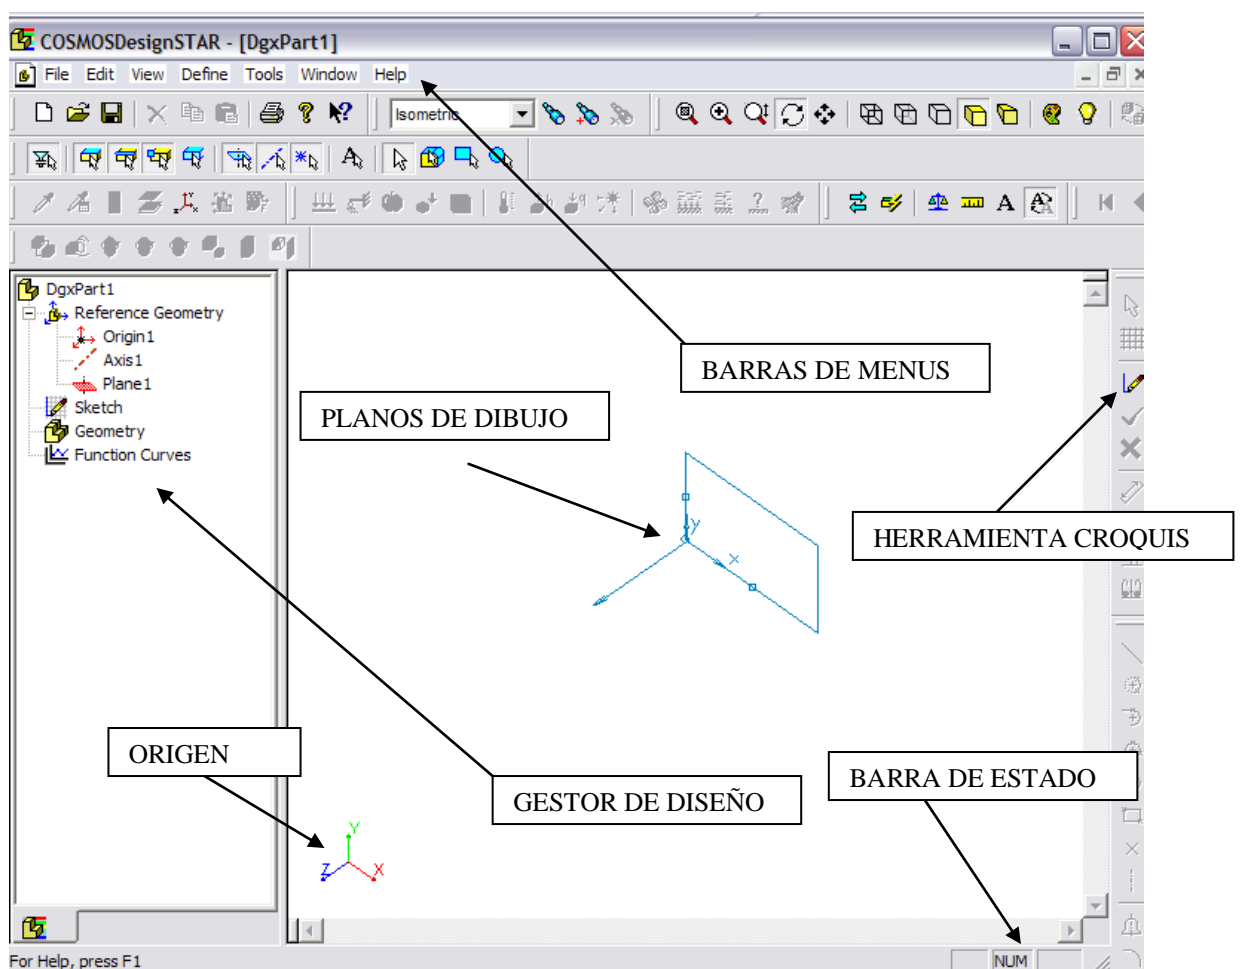 COSMOSDesignSTAR - [DgxPart1]
File Edit View Define Tools Window Help
Isometric
A
DgxPart1
Reference Geometry
Origin1
Axis1
Plane1
Sketch
Geometry
Function Curves
BARRAS DE MENUS
PLANOS DE DIBUJO
HERRAMIENTA CROQUIS
y
x
ORIGEN
GESTOR DE DISEÑO
BARRA DE ESTADO
Y
Z X
For Help, press F1 NUM